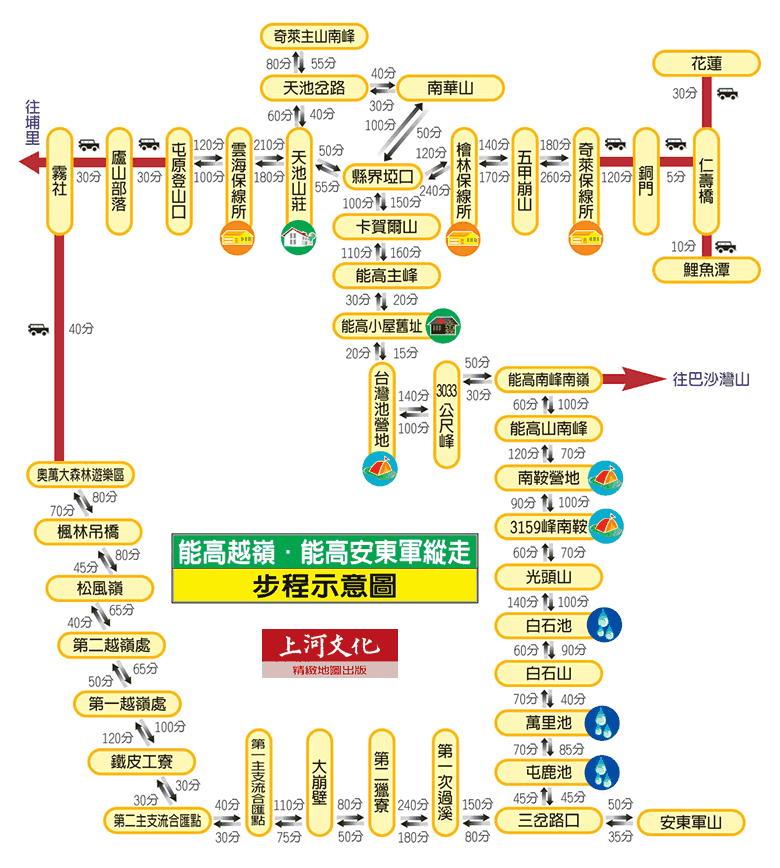 奇萊主山南峰
80分 55分
天池岔路
40分
30分
南華山
60分 40分
100分 50分
花蓮
30分
往埔里
霧社
30分
廬山部落
30分
屯原登山口
120分
100分
雲海保線所
210分
180分
天池山莊
50分
55分
縣界埡口
120分
240分
檜林保線所
140分
170分
五甲崩山
180分
260分
奇萊保線所
120分
銅門
5分
仁壽橋
10分
鯉魚潭
100分 150分
卡賀爾山
110分 160分
能高主峰
30分 20分
能高小屋舊址
20分 15分
台灣池營地
140分
100分
3033公尺峰
50分
30分
能高南峰南嶺
往巴沙灣山
60分 100分
能高山南峰
120分 70分
南鞍營地
90分 100分
3159峰南鞍
60分 70分
光頭山
140分 100分
白石池
60分 90分
白石山
70分 40分
萬里池
70分 85分
屯鹿池
45分 45分
三岔路口
50分
35分
安東軍山
40分
奧萬大森林遊樂區
70分 80分
楓林吊橋
45分 80分
松風嶺
40分 65分
第二越嶺處
50分 65分
第一越嶺處
120分 100分
鐵皮工寮
30分 30分
第二主支流合匯點
40分
30分
第一主支流合匯點
110分
75分
大崩壁
80分
50分
第二獵寮
240分
180分
第一次過溪
150分
80分
能高越嶺‧能高安東軍縱走
步程示意圖
上河文化
精緻地圖出版